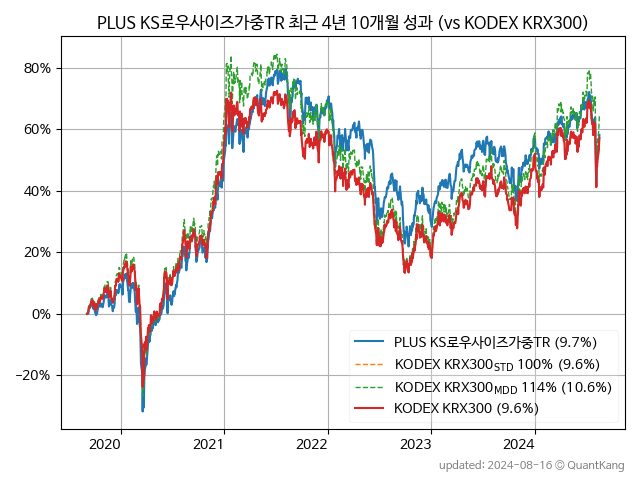 PLUS KS로우사이즈가중TR 최근 4년 10개월 성과 (vs KODEX KRX300)
80%
60%
40%
20%
0%
−20%
PLUS KS로우사이즈가중TR (9.7%)
KODEX KRX300STD 100% (9.6%)
KODEX KRX300MDD 114% (10.6%)
KODEX KRX300 (9.6%)
2020 2021 2022 2023 2024
updated: 2024-08-16 © QuantKang